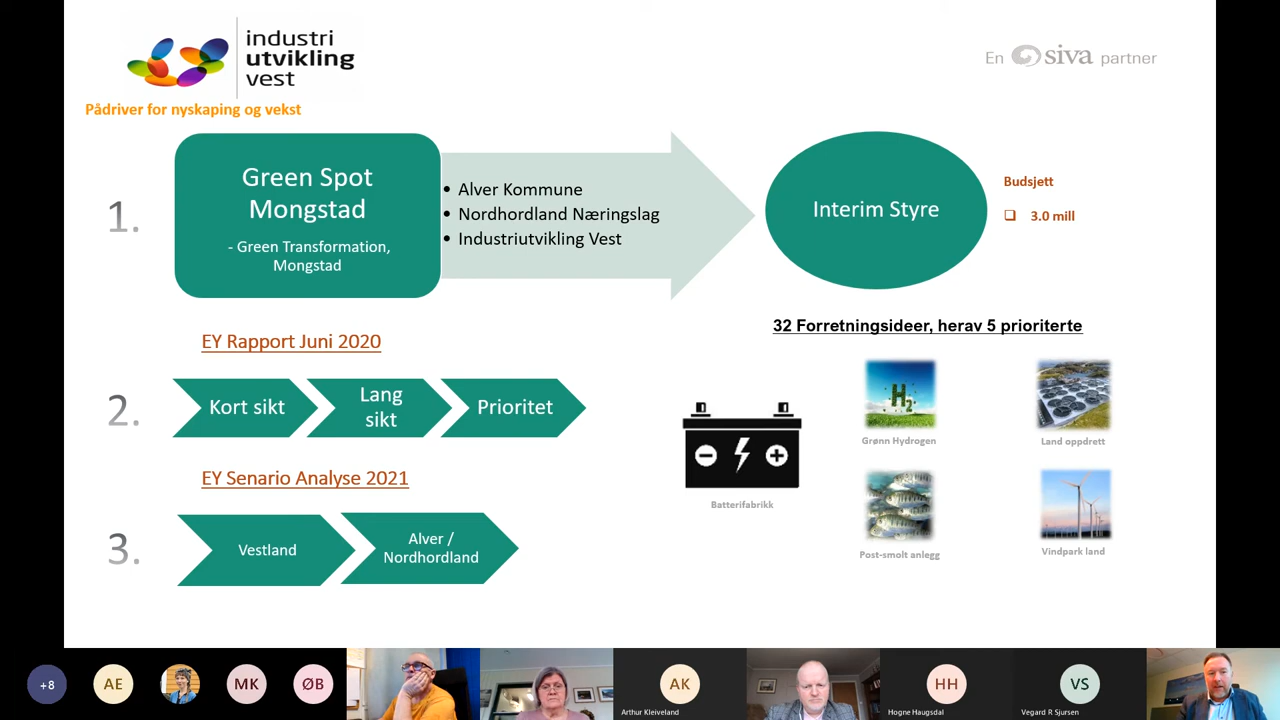 industri
utvikling
vest
En siva partner
Pådriver for nyskaping og vekst
1.
Green Spot
Mongstad
- Green Transformation,
Mongstad
• Alver Kommune
• Nordhordland Næringslag
• Industriutvikling Vest
Interim Styre
Budsjett
❑ 3.0 mill
EY Rapport Juni 2020
2.
Kort sikt
Lang
sikt
Prioritet
EY Senario Analyse 2021
3.
Vestland
Alver /
Nordhordland
32 Forretningsideer, herav 5 prioriterte
H2
Grønn Hydrogen
Land oppdrett
Batterifabrikk
Post-smolt anlegg
Vindpark land
+8
AE
MK
ØB
AK
Arthur Kleiveland
HH
Hogne Haugsdal
VS
Vegard R Sjursen